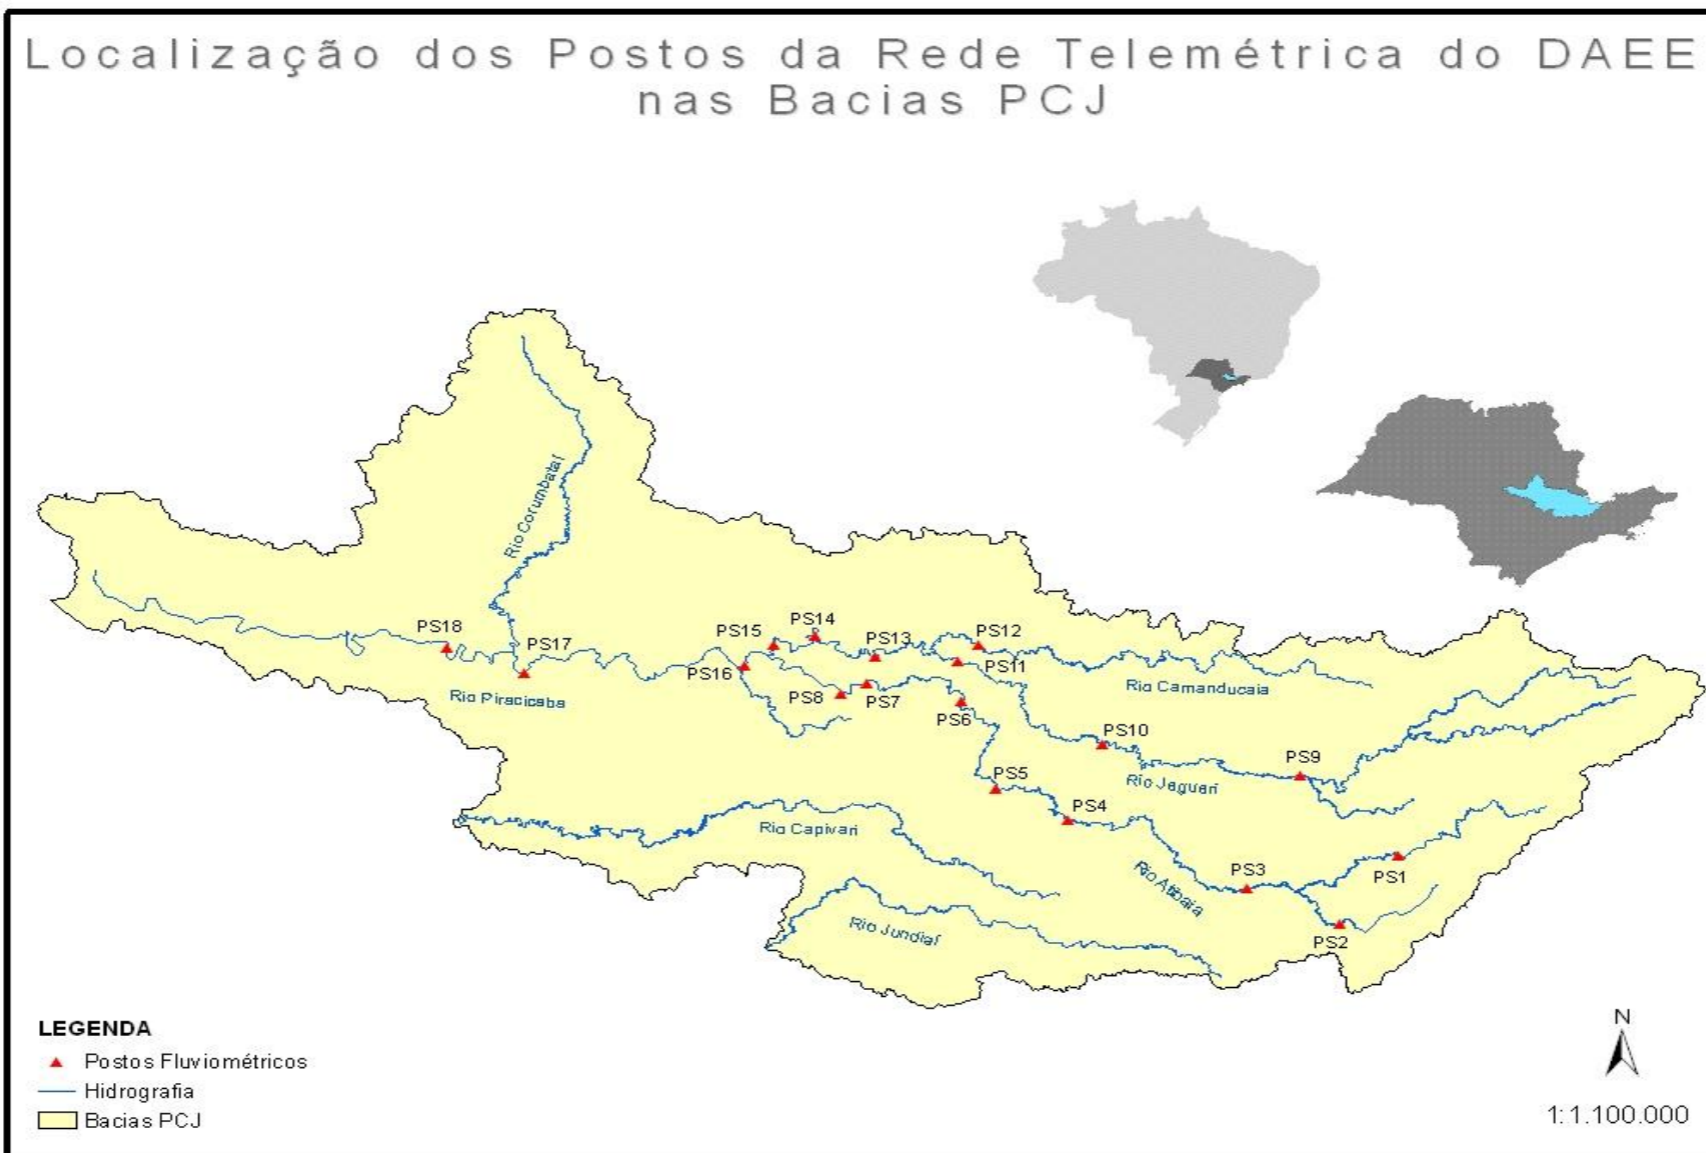 Localização dos Postos da Rede Telemétrica do DAEE
nas Bacias PCJ
Rio Corumbataí
PS18
PS17
PS15
PS14
PS13
PS12
PS16
PS11
Rio Piracicaba
PS8
PS7
PS6
Rio Camanducaia
PS10
PS9
PS5
Rio Jaguari
PS4
Rio Capivari
PS3
Rio Atibaia
PS1
Rio Jundiaí
PS2
LEGENDA
Postos Fluviométricos
Hidrografia
Bacias PCJ
N
1:1.100.000